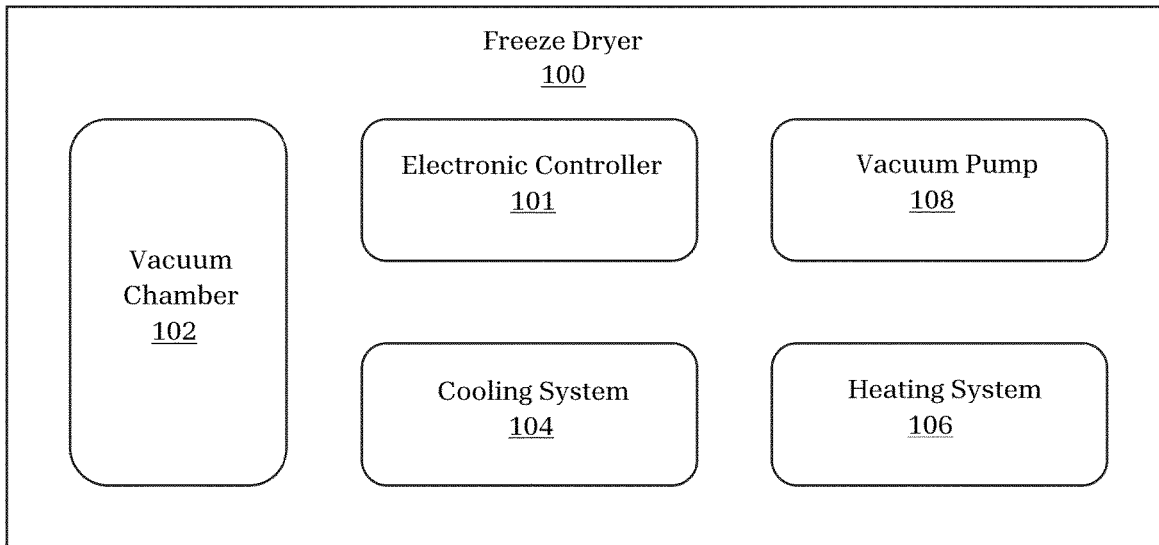 Freeze Dryer
100
Electronic Controller
101
Vacuum Pump
108
Vacuum
Chamber
102
Cooling System
104
Heating System
106